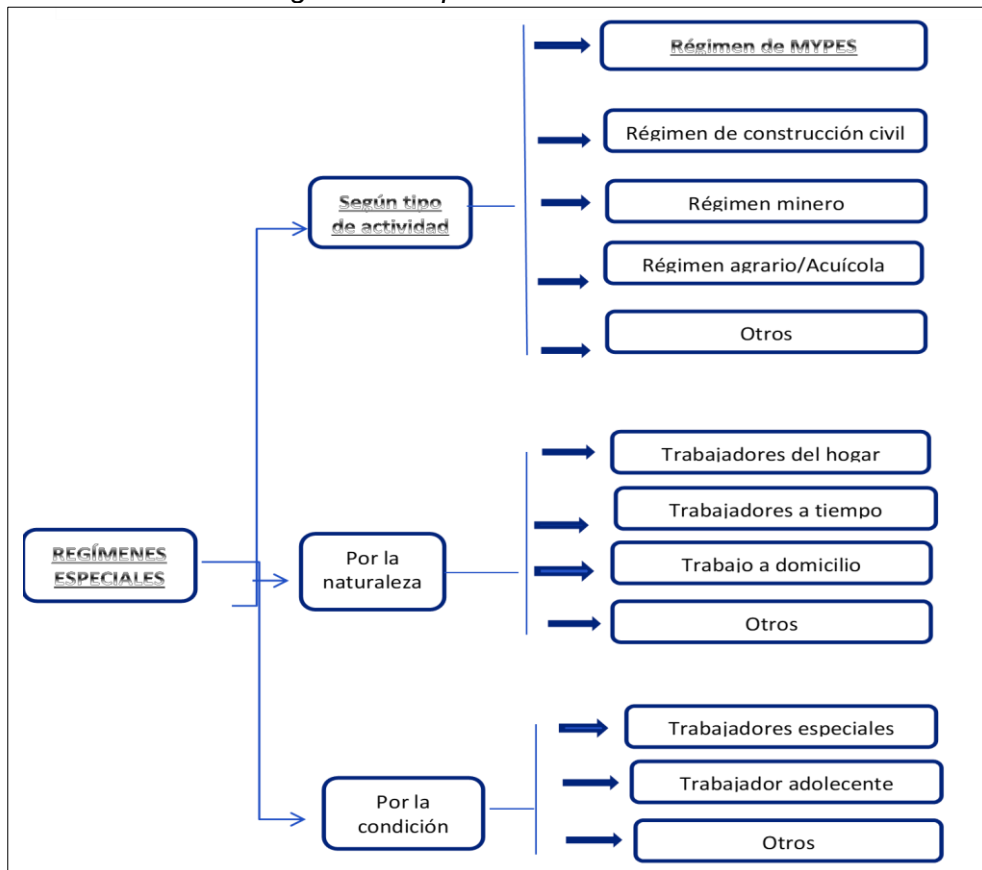 Régimen de MYPES
Régimen de construcción civil
Según tipo
de actividad
Régimen minero
Régimen agrario/Acuícola
Otros
Trabajadores del hogar
Trabajadores a tiempo
REGÍMENES
ESPECIALES
Por la
naturaleza
Trabajo a domicilio
Otros
Trabajadores especiales
Por la
condición
Trabajador adolecente
Otros